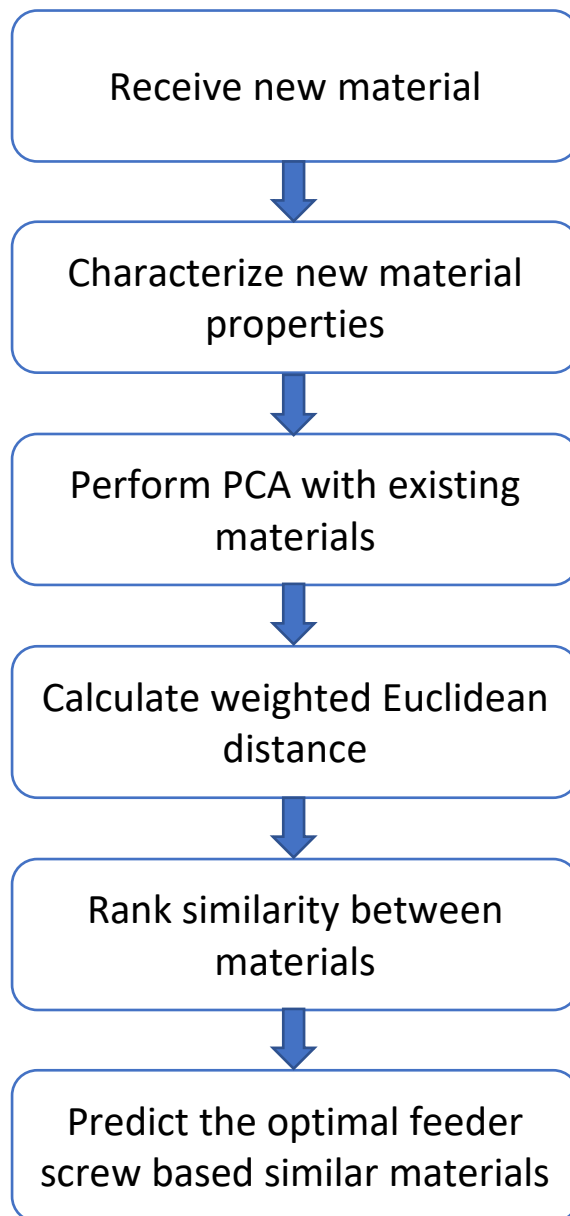 Receive new material
Characterize new material
properties
Perform PCA with existing
materials
Calculate weighted Euclidean
distance
Rank similarity between
materials
Predict the optimal feeder
screw based similar materials